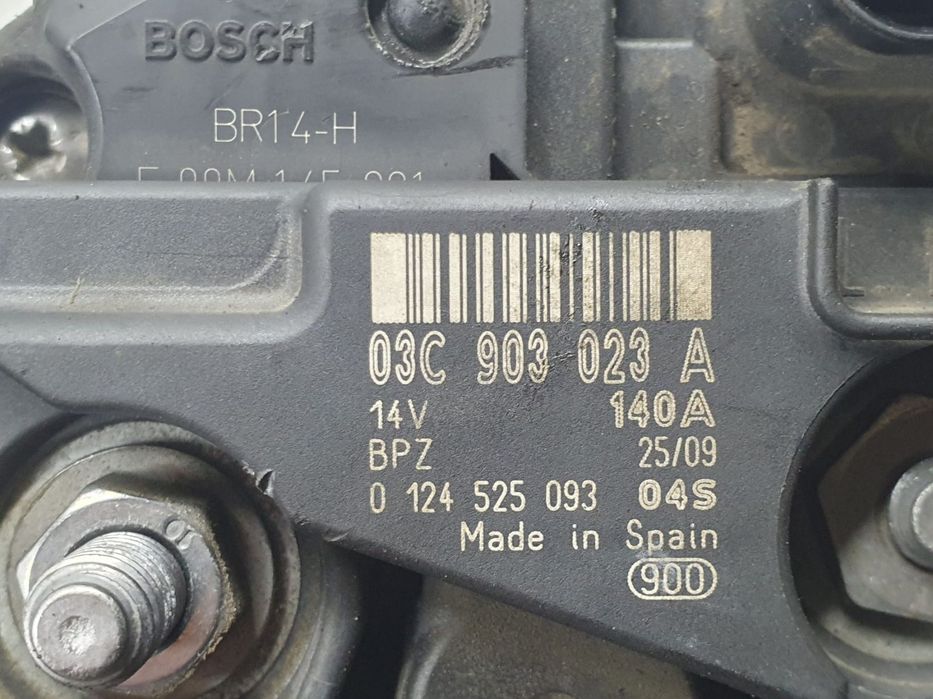 BOSCH
BR14-H
03C 903 023 A
14V 140A
BPZ 25/09
0 124 525 093 04S
Made in Spain
900